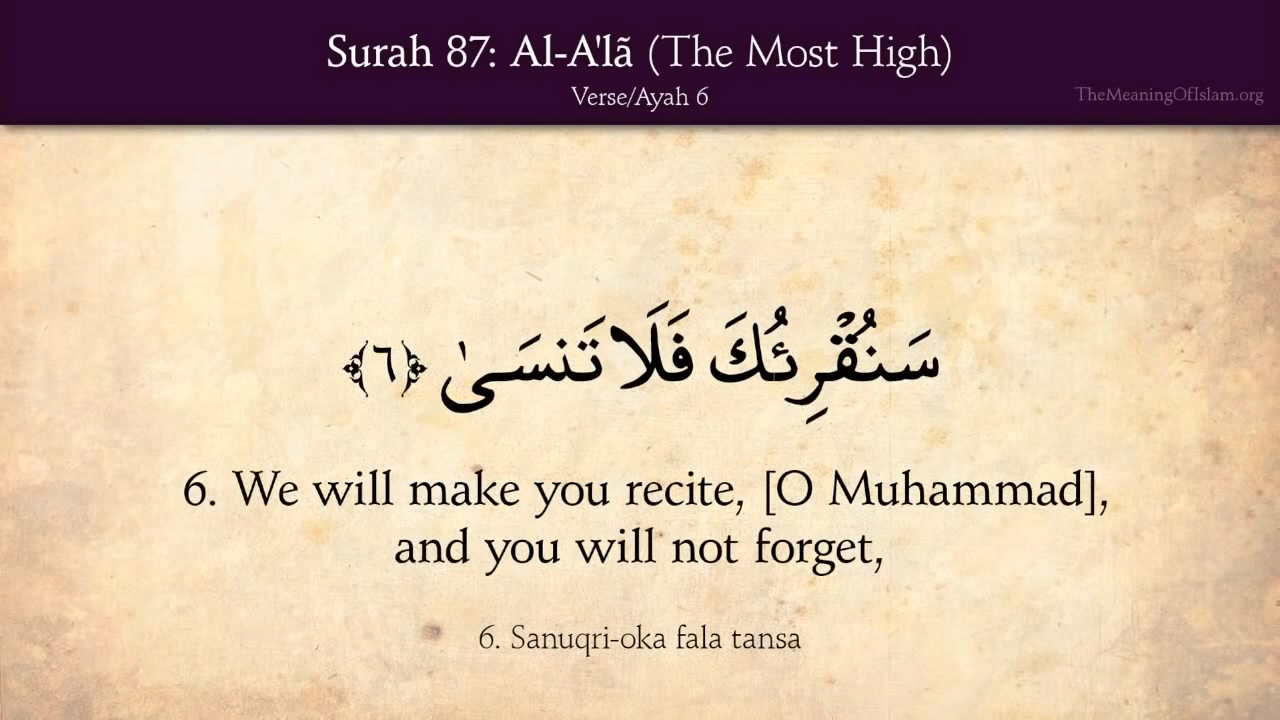 Surah 87: Al-A'lã (The Most High)
Verse/Ayah 6
TheMeaningOfIslam.org
سَنُقْرِئُكَ فَلَا تَنسَىٰ ﴿٦﴾
6. We will make you recite, [O Muhammad],
and you will not forget,
6. Sanuqri-oka fala tansa